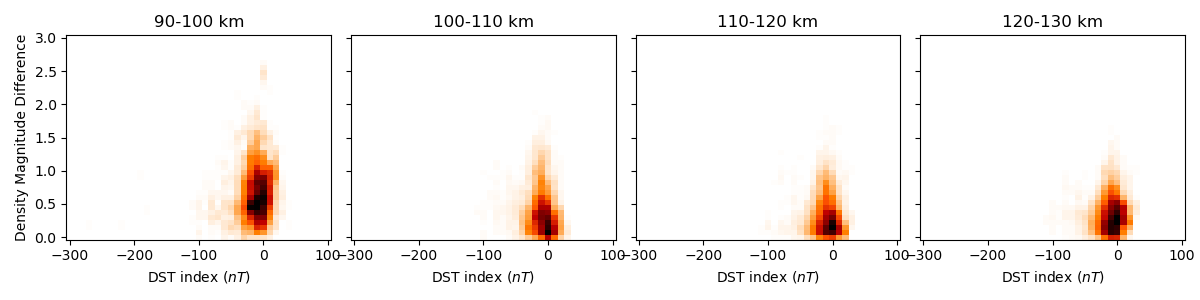 90-100 km
100-110 km
110-120 km
120-130 km
Density Magnitude Difference
3.0
2.5
2.0
1.5
1.0
0.5
0.0
−300 −200 −100 0 100
−300 −200 −100 0 100
−300 −200 −100 0 100
−300 −200 −100 0 100
DST index (nT)
DST index (nT)
DST index (nT)
DST index (nT)